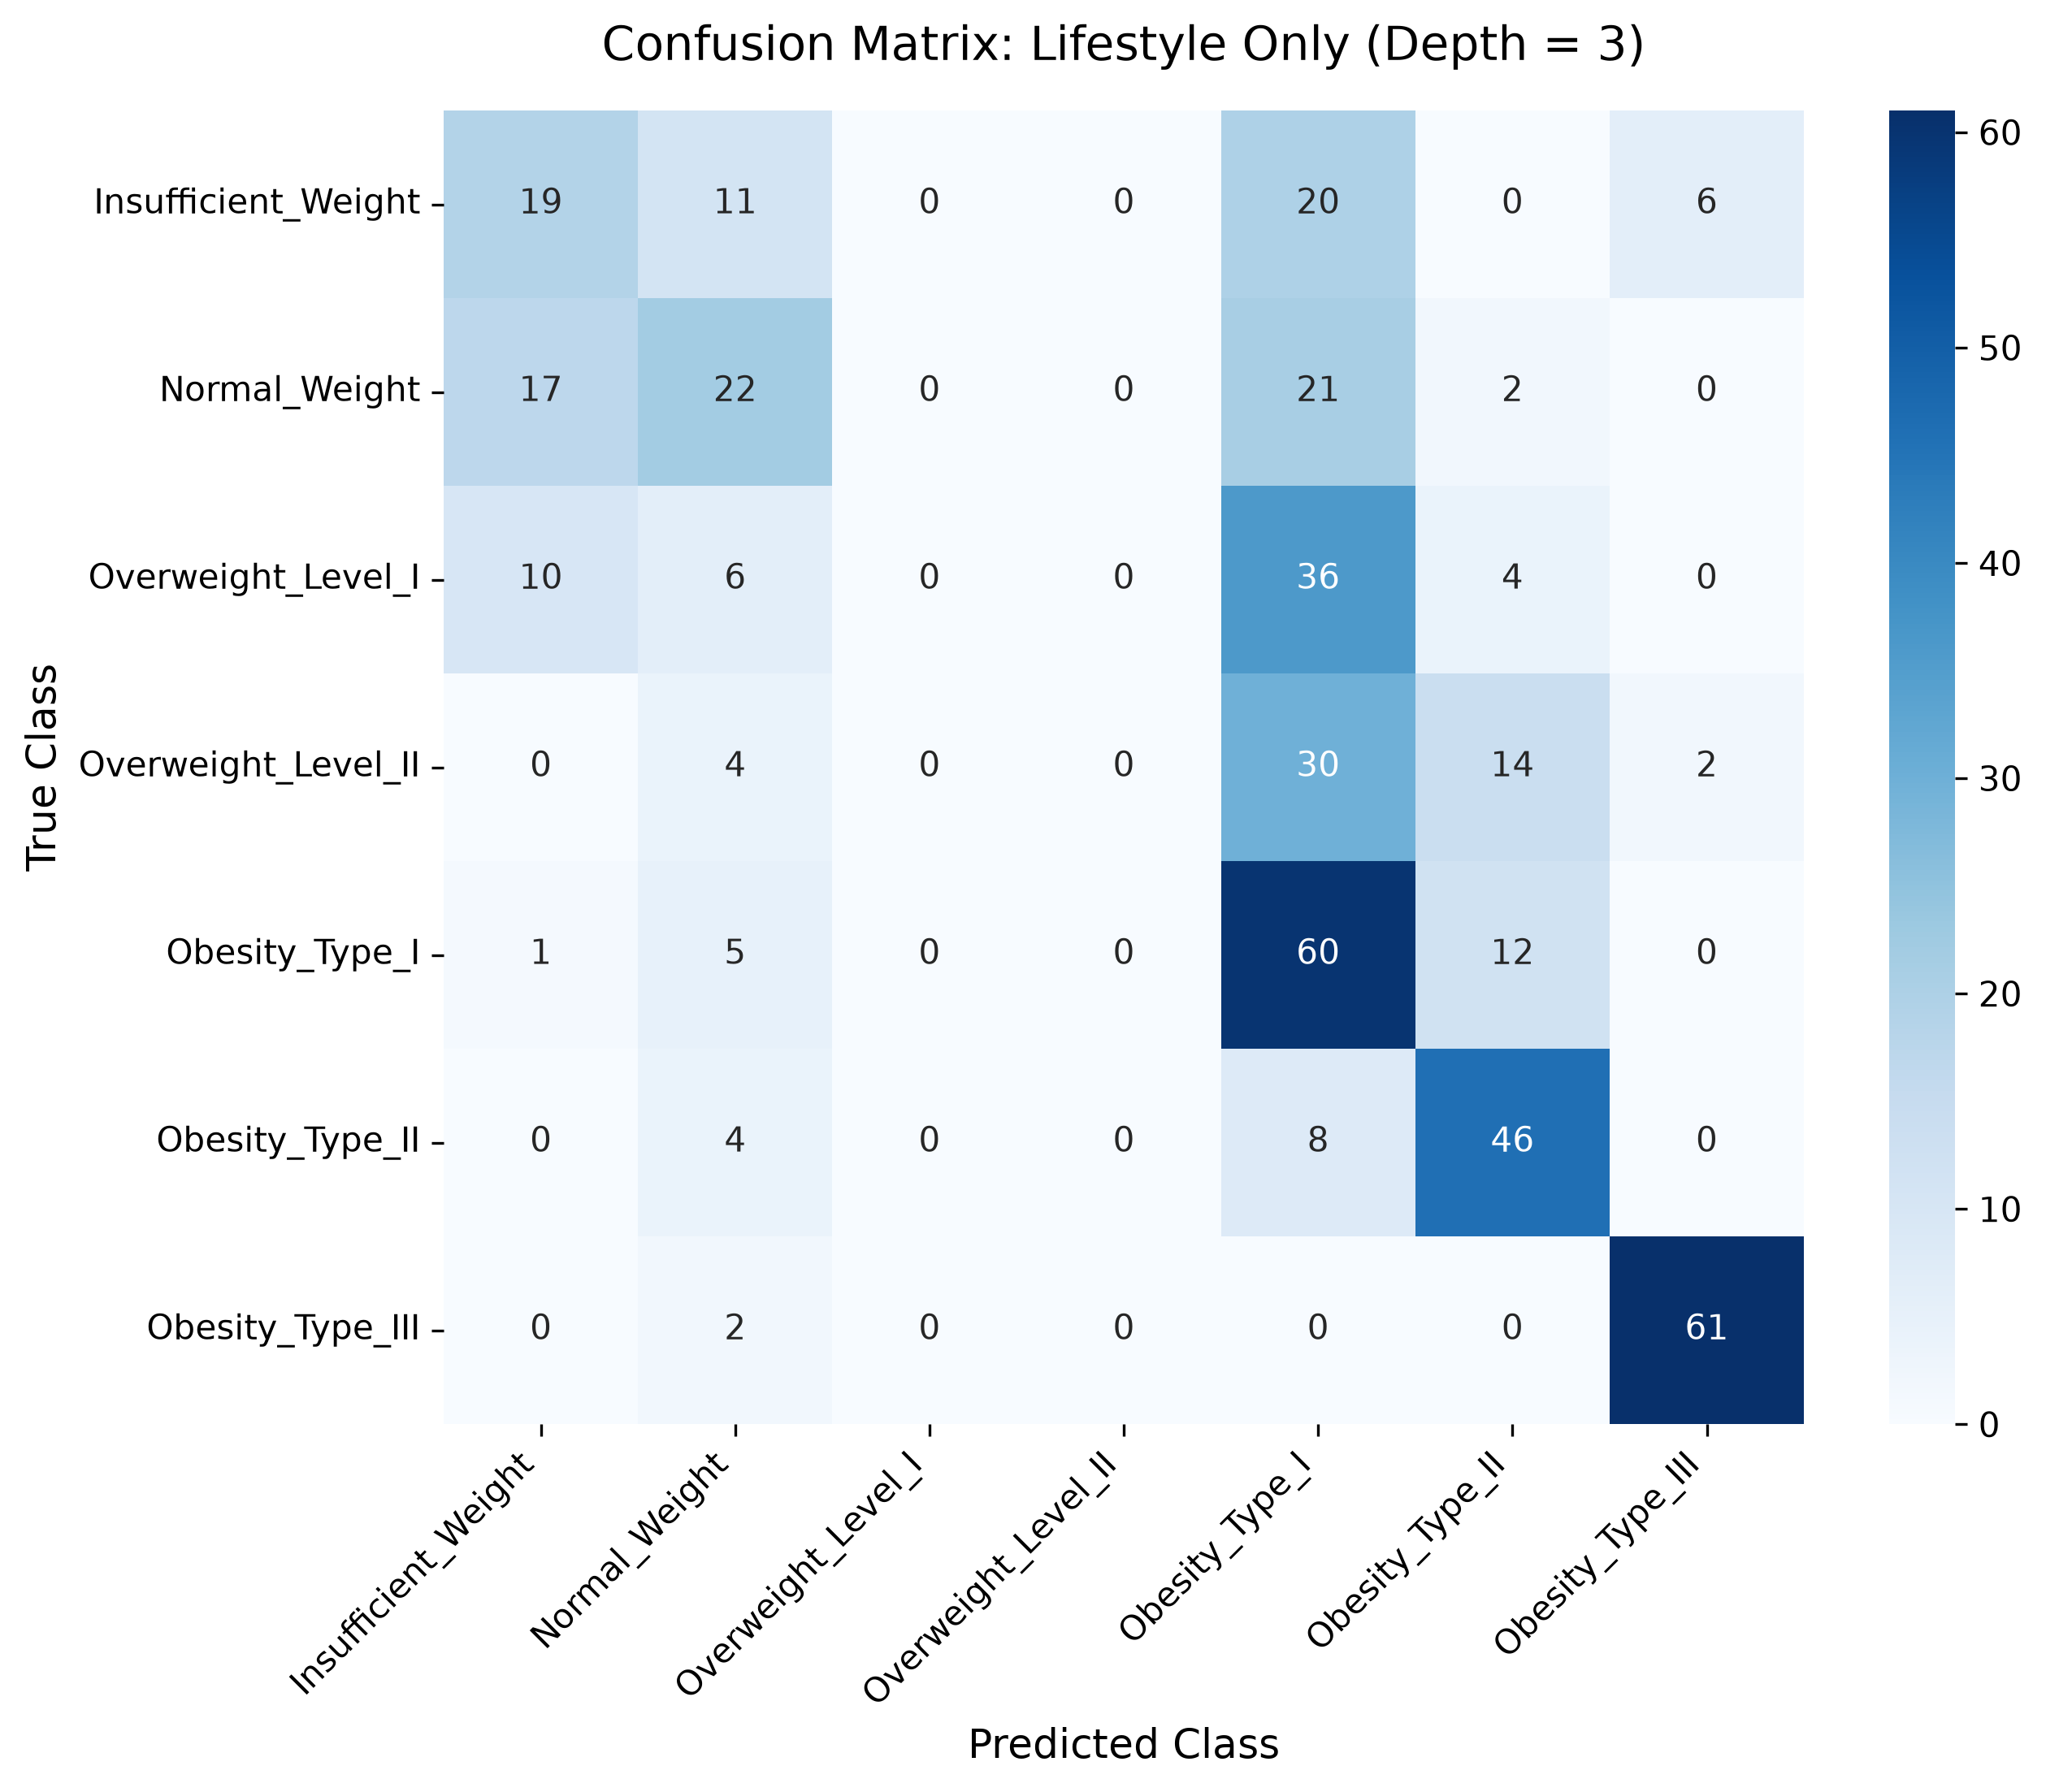 Confusion Matrix: Lifestyle Only (Depth = 3)
True Class
Insufficient_Weight 19 11 0 0 20 0 6
Normal_Weight 17 22 0 0 21 2 0
Overweight_Level_I 10 6 0 0 36 4 0
Overweight_Level_II 0 4 0 0 30 14 2
Obesity_Type_I 1 5 0 0 60 12 0
Obesity_Type_II 0 4 0 0 8 46 0
Obesity_Type_III 0 2 0 0 0 0 61
Insufficient_Weight
Normal_Weight
Overweight_Level_I
Overweight_Level_II
Obesity_Type_I
Obesity_Type_II
Obesity_Type_III
Predicted Class
60
50
40
30
20
10
0